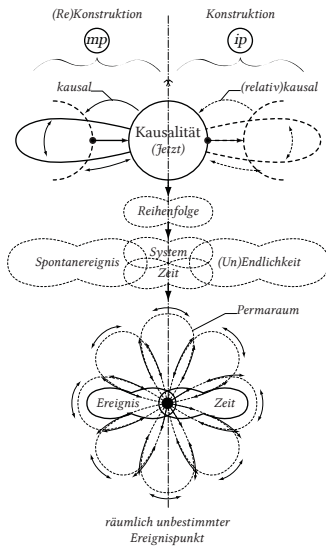 (Re)Konstruktion
Konstruktion
mp
ip
kausal
(relativ)kausal
Kausalität
(Jetzt)
Reihenfolge
System
Spontanereignis
(Un)Endlichkeit
Zeit
Permaraum
Ereignis
Zeit
räumlich unbestimmter
Ereignispunkt